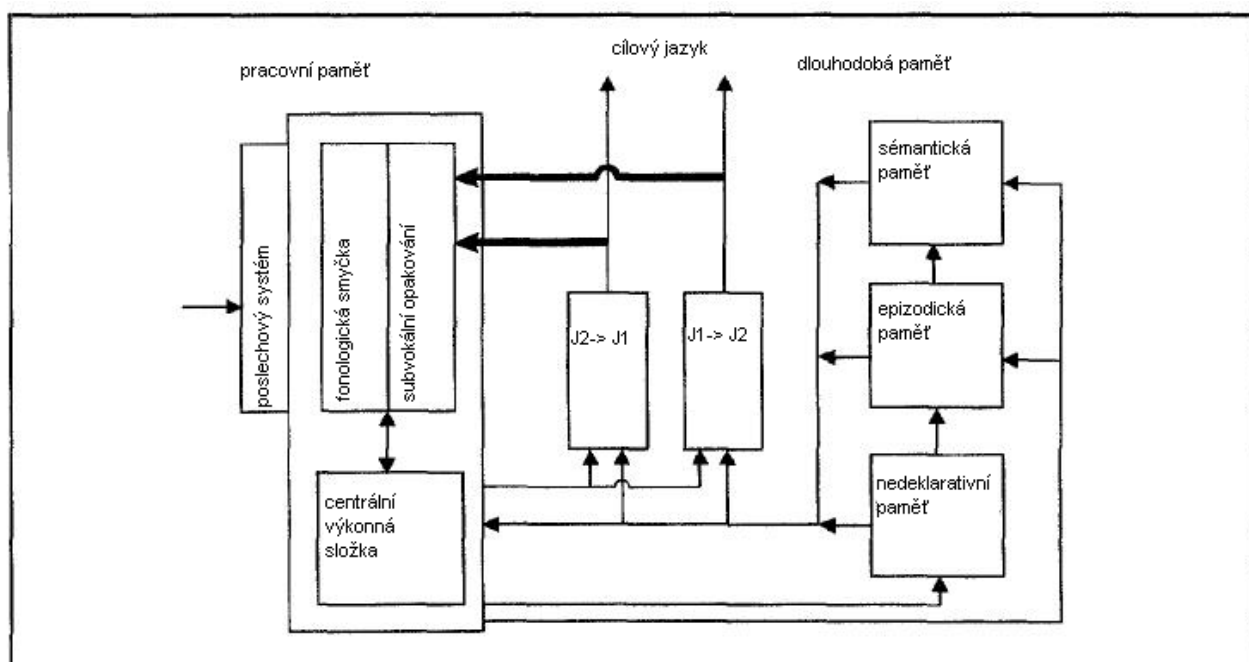 cílový jazyk
pracovní paměť
dlouhodobá paměť
poslechový systém
fonologická smyčka
subvokální opakování
J2-> J1
J1-> J2
sémantická
paměť
epizodická
paměť
nedeklarativní
paměť
centrální
výkonná
složka